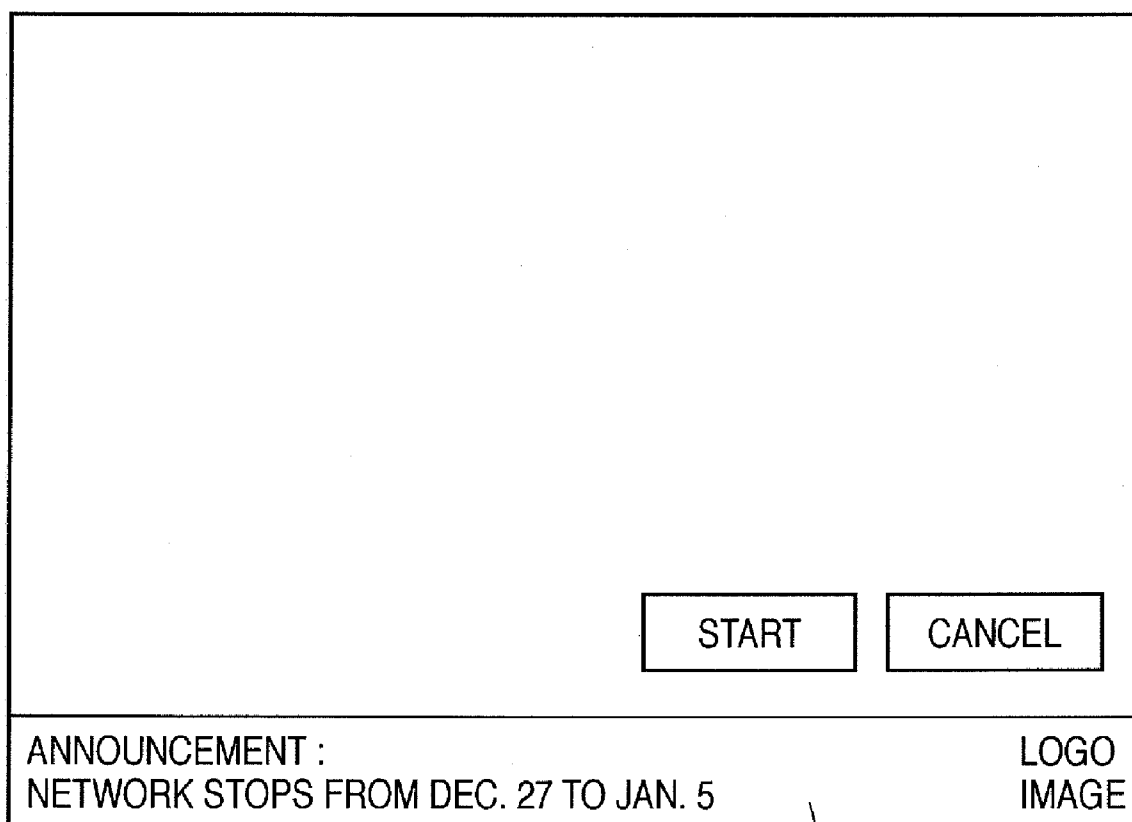 START CANCEL
ANNOUNCEMENT : LOGO
NETWORK STOPS FROM DEC. 27 TO JAN. 5 IMAGE